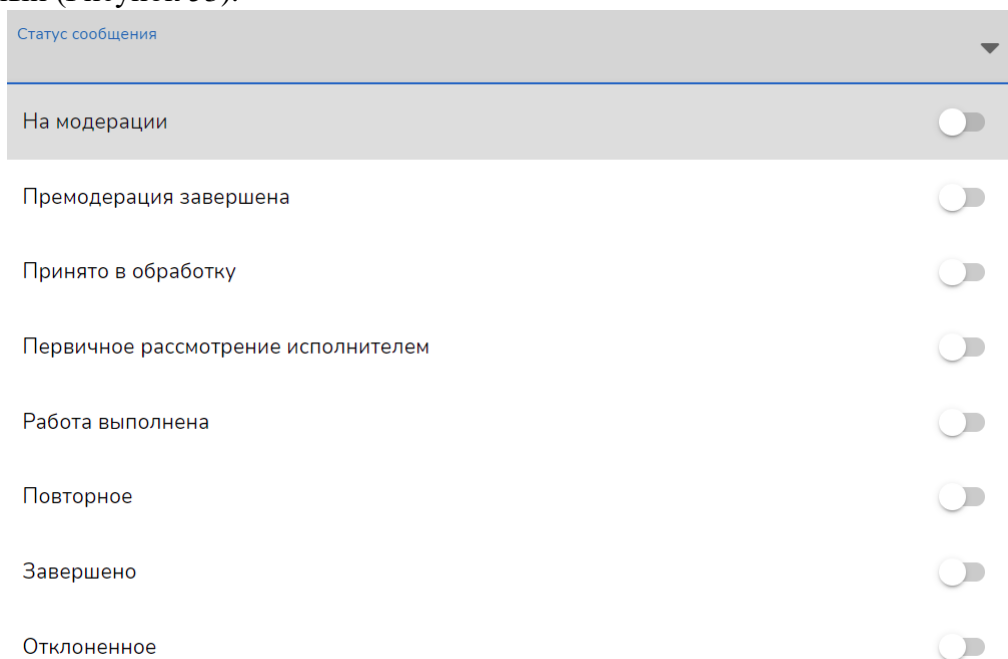 Статус сообщения
На модерации
Премодерация завершена
Принято в обработку
Первичное рассмотрение исполнителем
Работа выполнена
Повторное
Завершено
Отклоненное